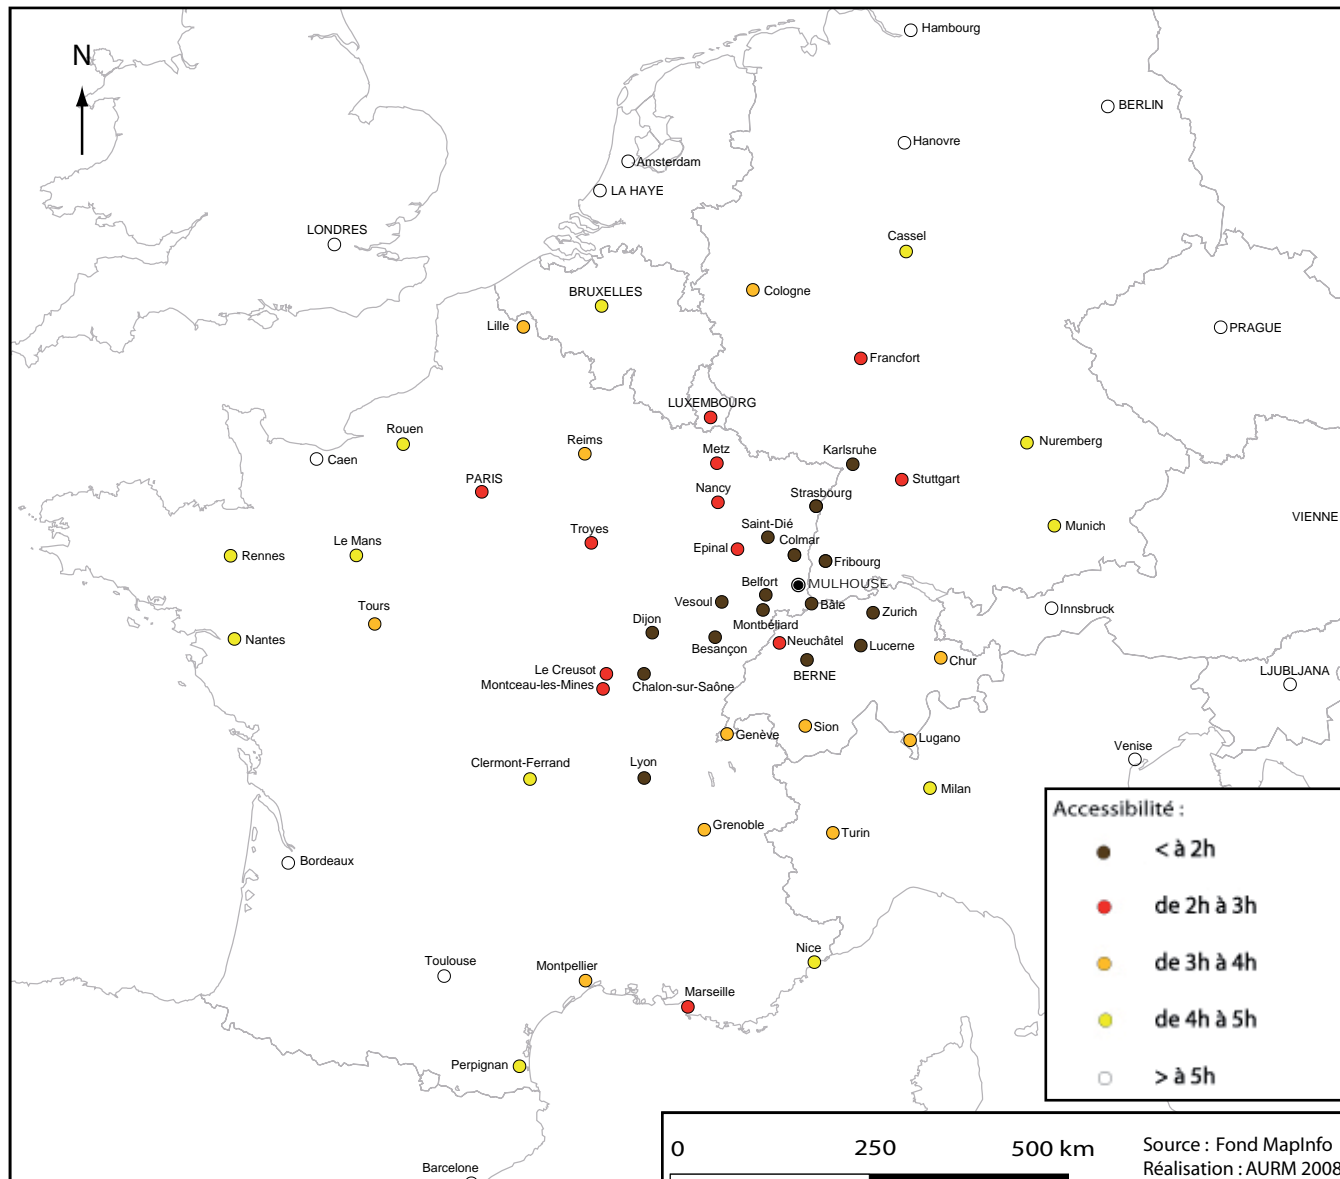 Hambourg
N
BERLIN
Hanovre
Amsterdam
LA HAYE
LONDRES
Cassel
BRUXELLES
Cologne
Lille
PRAGUE
Francfort
LUXEMBOURG
Rouen
Reims
Nuremberg
Caen
Metz
Karlsruhe
PARIS
Stuttgart
Nancy
Strasbourg
VIENNE
Troyes
Saint-Dié
Munich
Colmar
Le Mans
Epinal
Rennes
Fribourg
MULHOUSE
Belfort
Vesoul
Bâle
Zurich
Innsbruck
Tours
Montbéliard
Dijon
Nantes
Besançon
Neuchâtel
Lucerne
Chur
Le Creusot
BERNE
LJUBLJANA
Montceau-les-Mines
Chalon-sur-Saône
Sion
Genève
Lugano
Venise
Clermont-Ferrand
Lyon
Milan
Grenoble
Turin
Bordeaux
Nice
Toulouse
Montpellier
Marseille
Perpignan
Barcelone
Accessibilité :
< à 2h
de 2h à 3h
de 3h à 4h
de 4h à 5h
> à 5h
0 250 500 km
Source : Fond MapInfo
Réalisation : AURM 2008